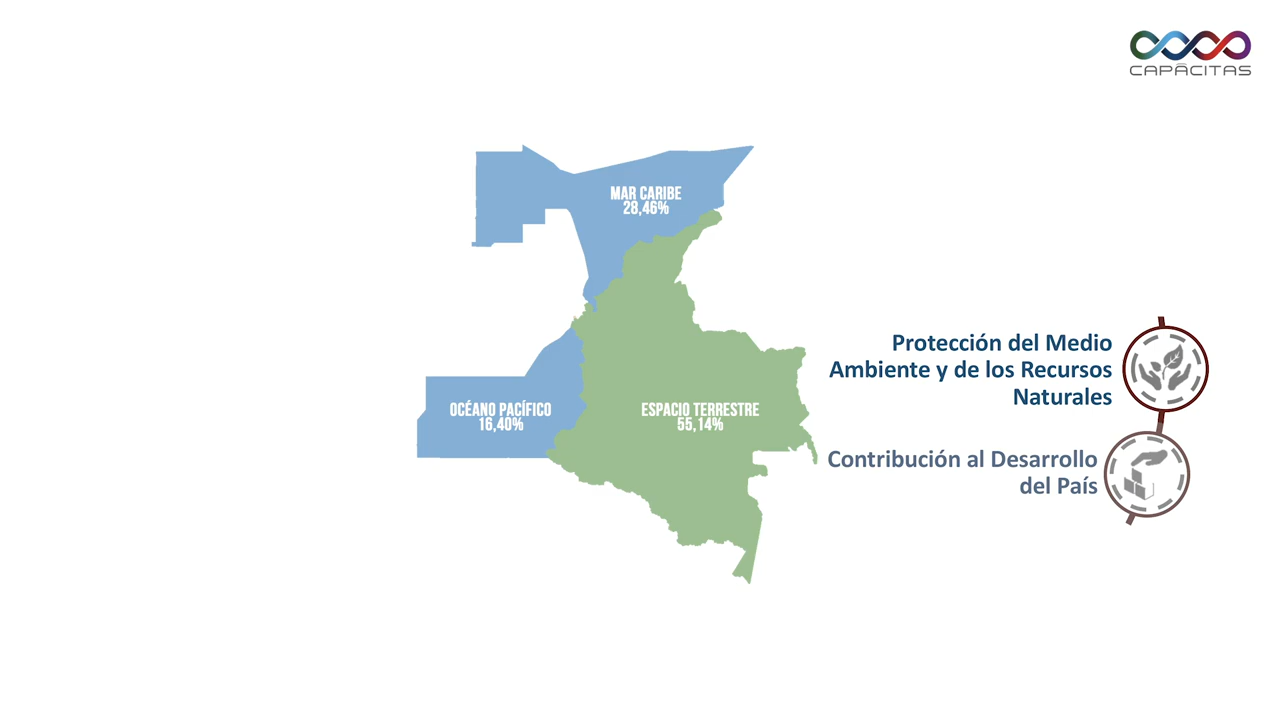 CAPÂCITAS
MAR CARIBE
28,46%
OCÉANO PACÍFICO
16,40%
ESPACIO TERRESTRE
55,14%
Protección del Medio
Ambiente y de los Recursos
Naturales
Contribución al Desarrollo
del País